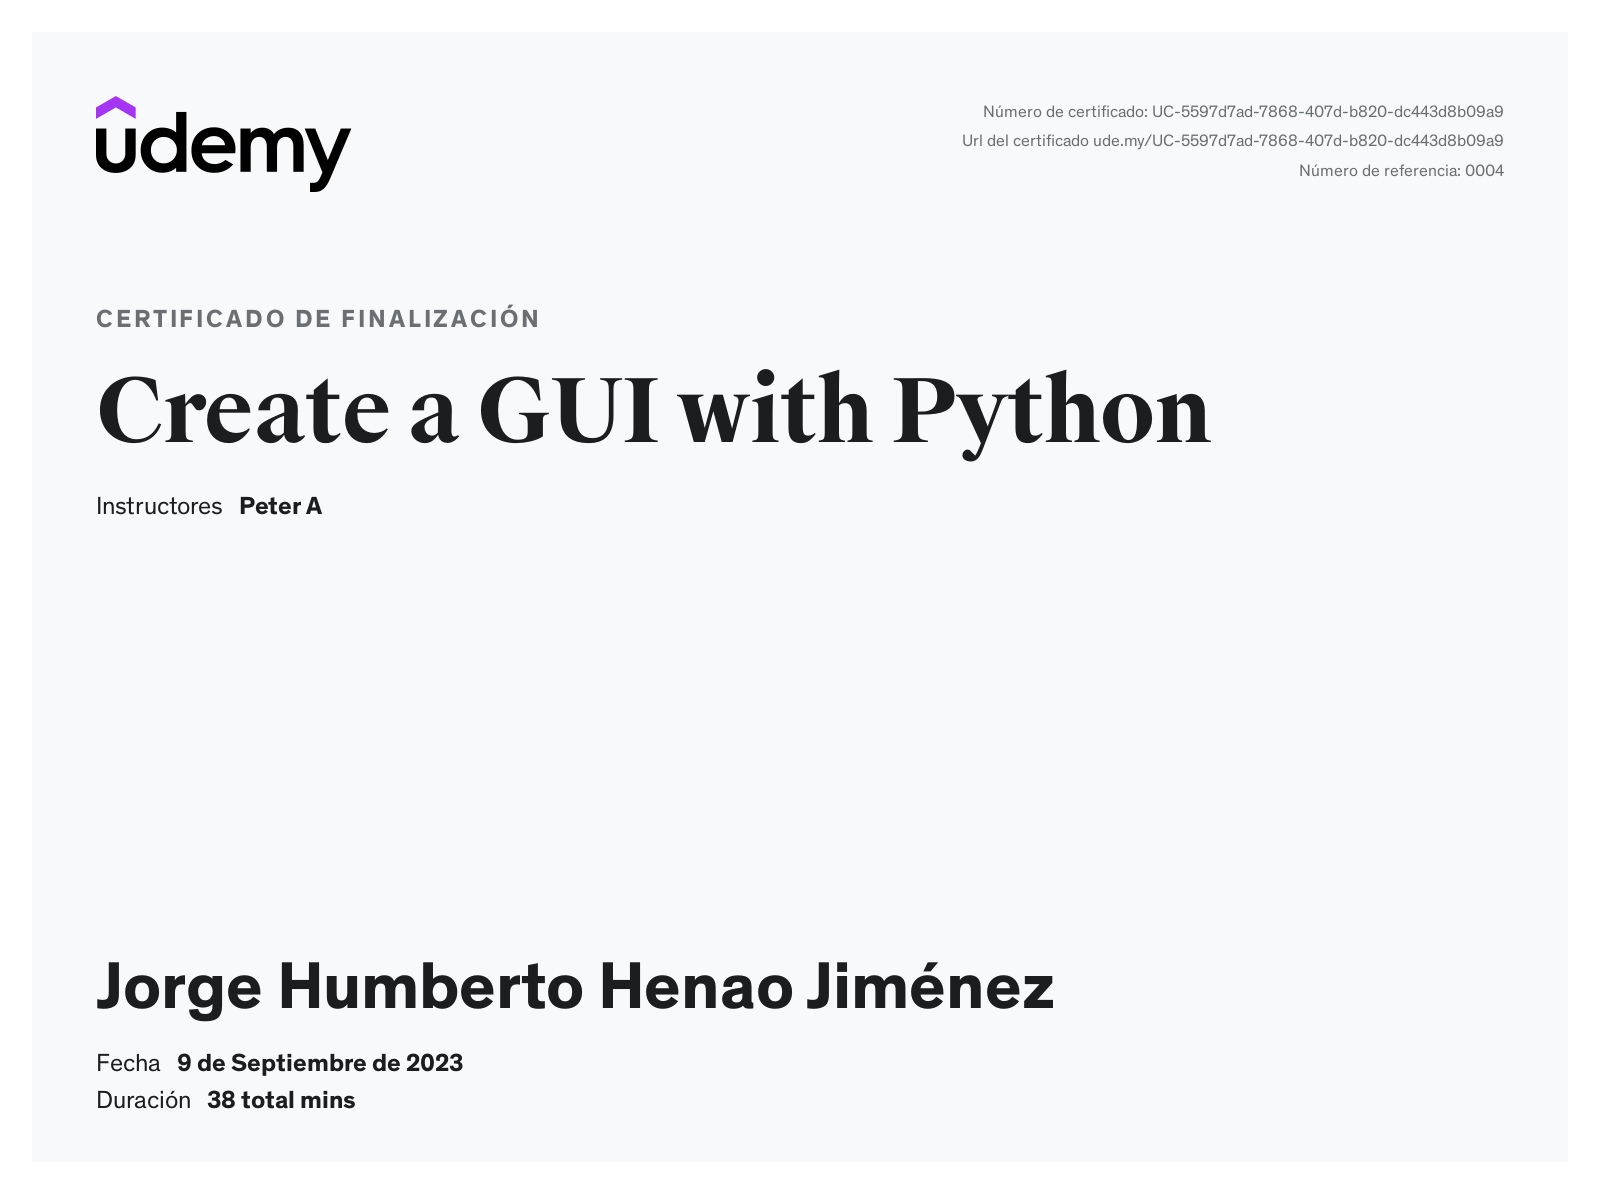 udemy
Número de certificado: UC-5597d7ad-7868-407d-b820-dc443d8b09a9
Url del certificado ude.my/UC-5597d7ad-7868-407d-b820-dc443d8b09a9
Número de referencia: 0004
CERTIFICADO DE FINALIZACIÓN
Create a GUI with Python
Instructores Peter A
Jorge Humberto Henao Jiménez
Fecha 9 de Septiembre de 2023
Duración 38 total mins